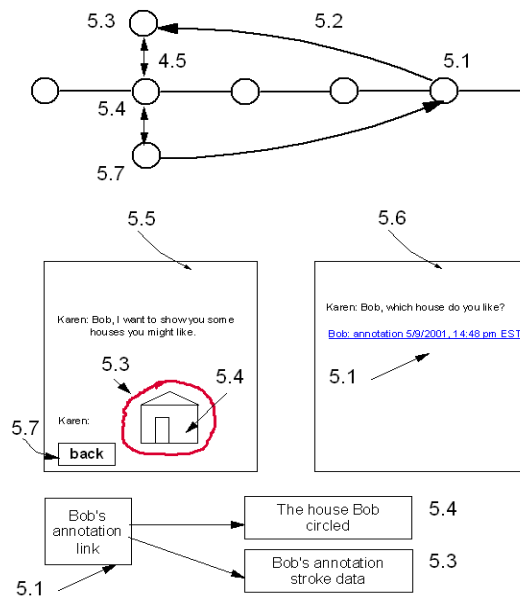 5.3
5.2
5.1
4.5
5.4
5.7
5.5
5.6
Karen: Bob, I want to show you some
houses you might like.
5.3
5.4
Karen:
5.7
back
Karen: Bob, which house do you like?
Bob: annotation 5/9/2001, 14:48 pm EST
5.1
Bob's
annotation
link
5.1
The house Bob
circled
5.4
Bob's annotation
stroke data
5.3